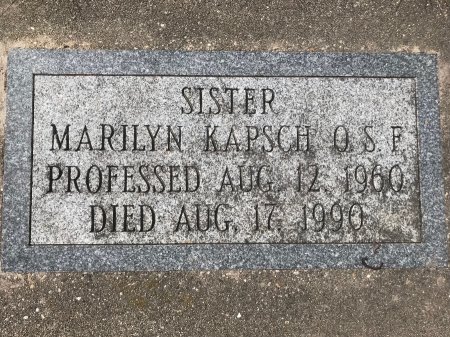 SISTER
MARILYN KAPSCH O.S.F.
PROFESSED AUG. 12, 1960
DIED AUG. 17, 1990